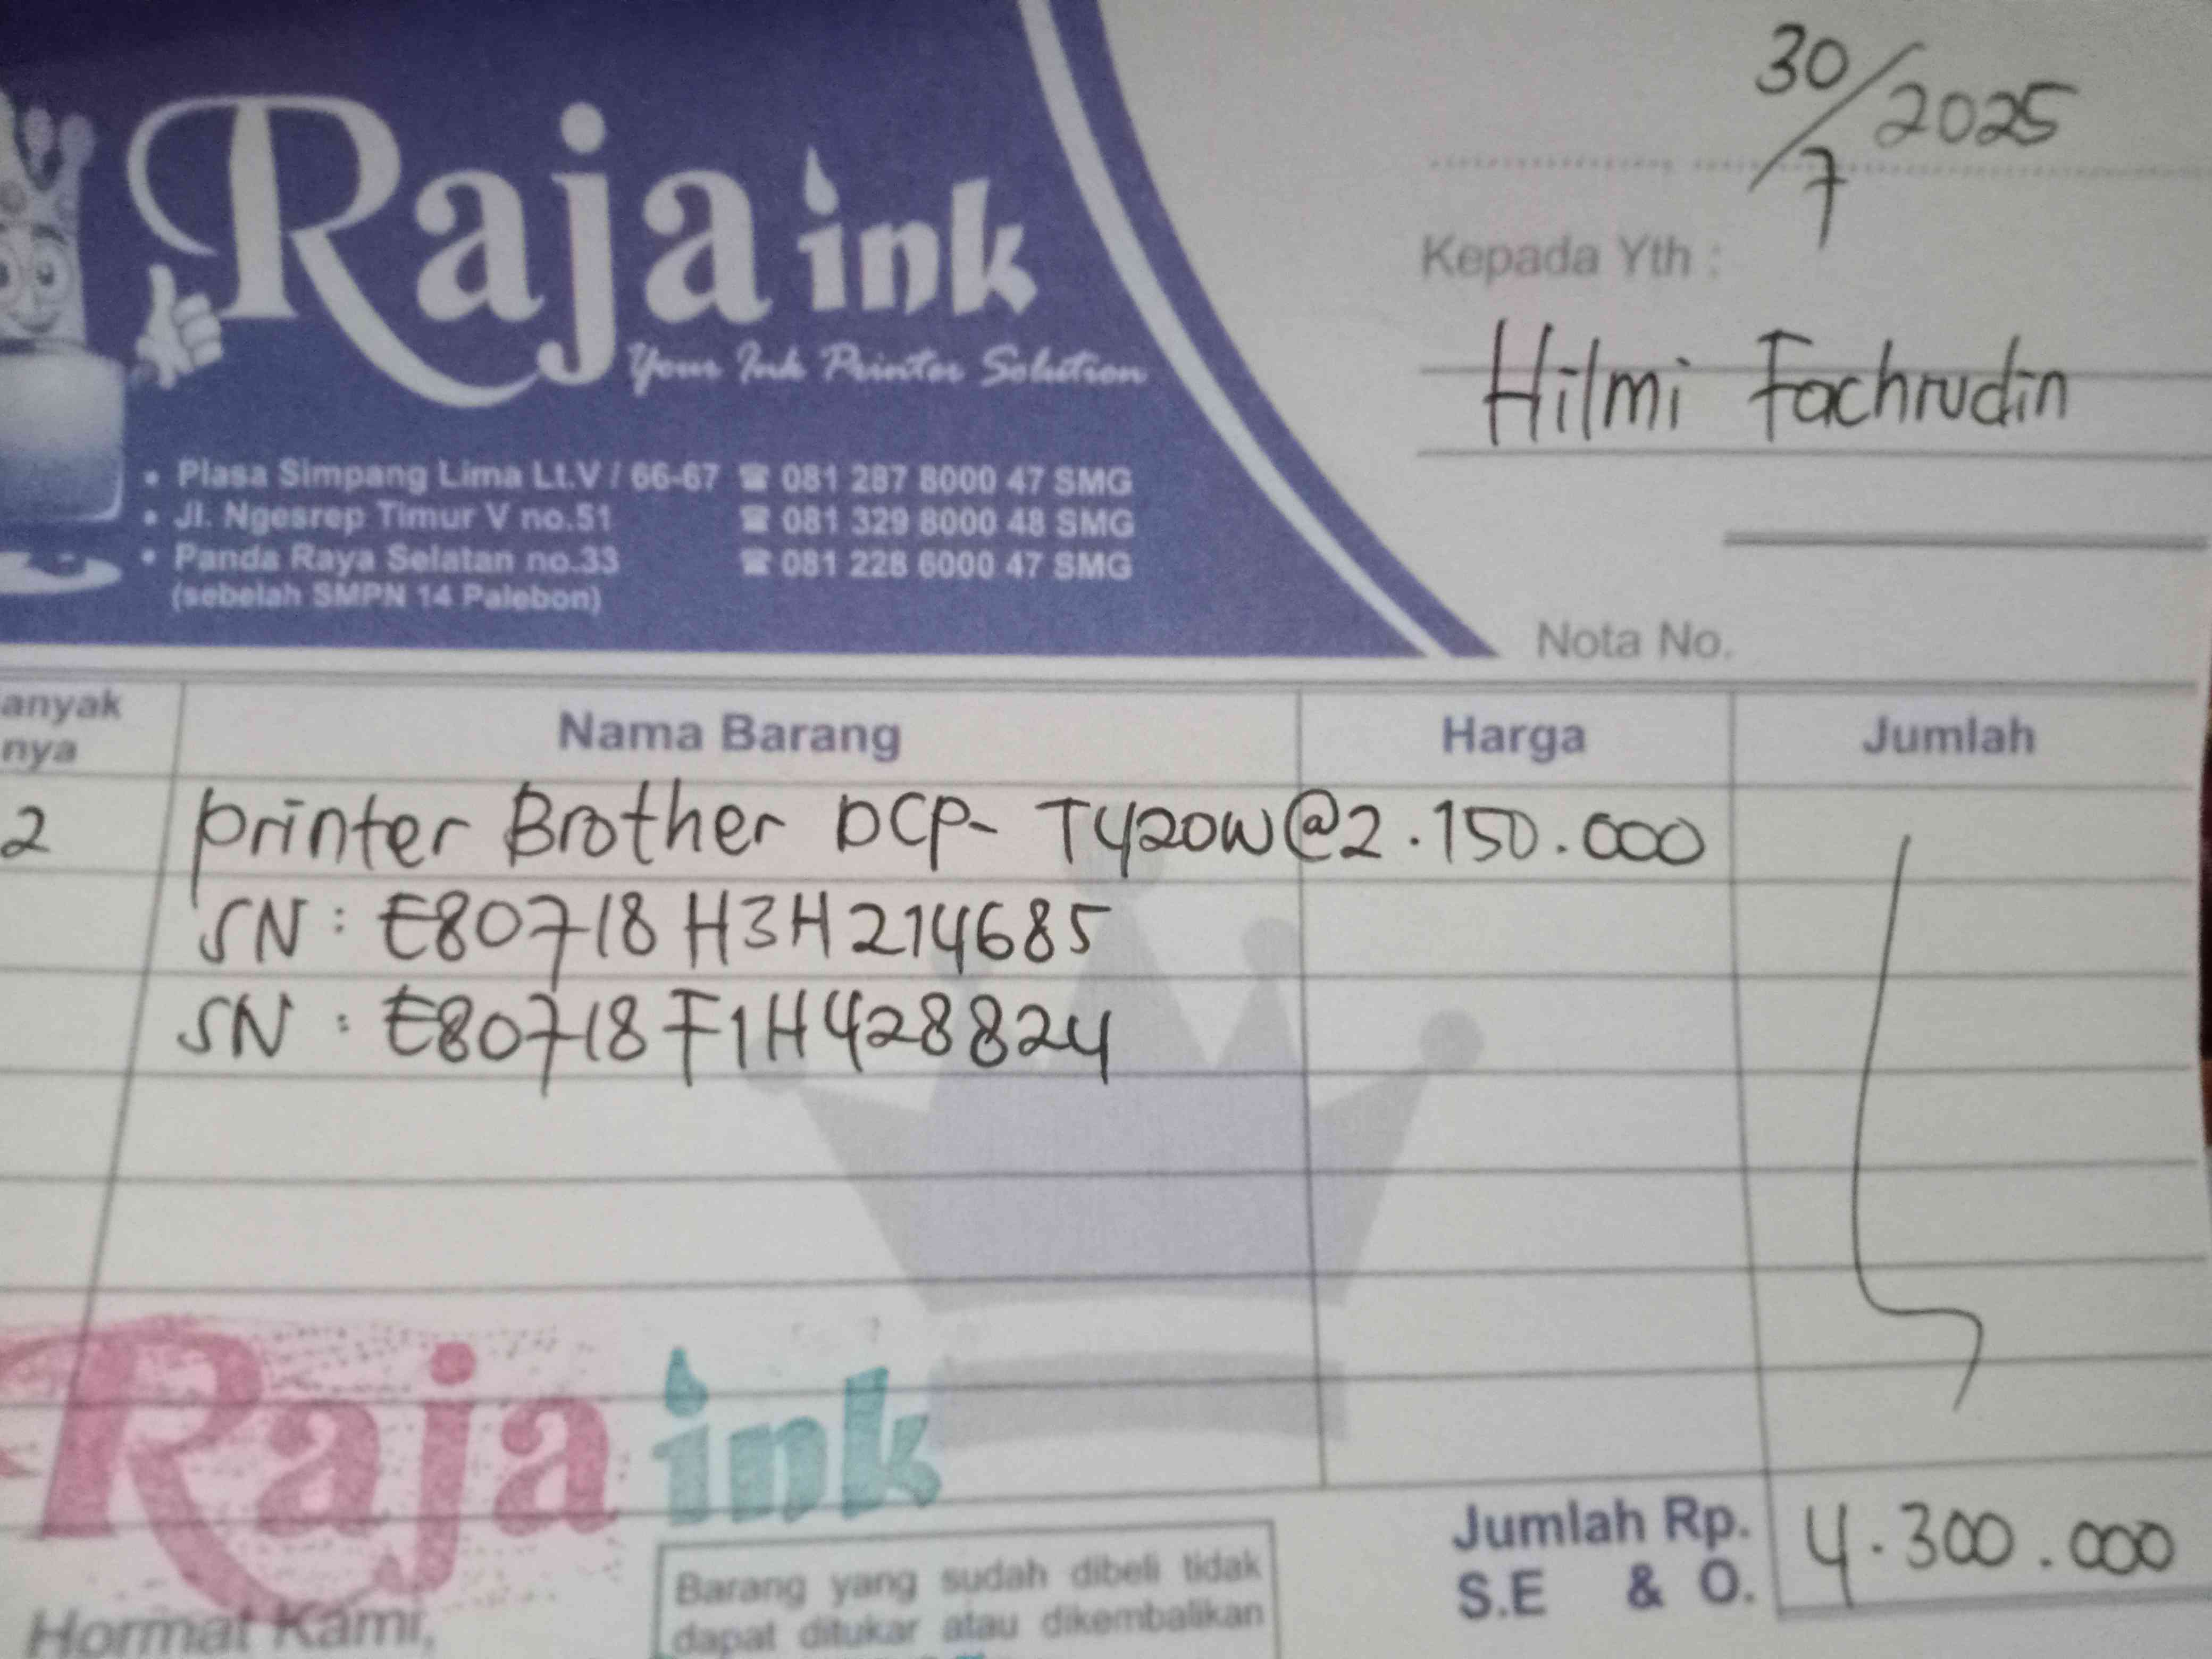 30/7/2025
Raja ink
Your Ink Printer Solution
Kepada Yth :
Hilmi Fachrudin
• Plasa Simpang Lima Lt.V / 66-67 ☎ 081 287 8000 47 SMG
• Jl. Ngesrep Timur V no.51 ☎ 081 329 8000 48 SMG
• Panda Raya Selatan no.33 ☎ 081 228 6000 47 SMG
(sebelah SMPN 14 Palebon)
Nota No.
anyak
nya
Nama Barang
Harga
Jumlah
2 printer Brother DCP- T420W @2.150.000
SN : E80718H3H214685
SN : E80718F1H428824
Raja ink
Jumlah Rp. 4.300.000
S.E & O.
Barang yang sudah dibeli tidak
dapat ditukar atau dikembalikan
Hormat Kami,